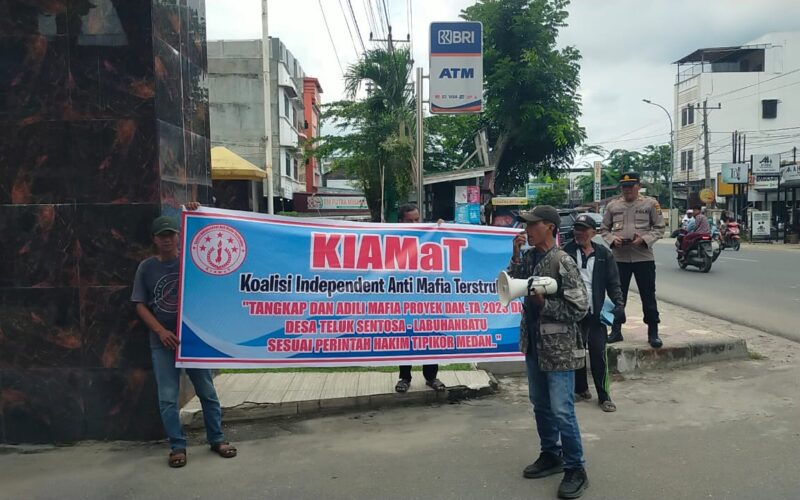 BRI
ATM
VISA
KIAMaT
Koalisi Independent Anti Mafia Terstru
"TANGKAP DAN ADILI MAFIA PROYEK DAK-TA 2023 DI
DESA TELUK SENTOSA - LABUHANBATU
SESUAI PERINTAH HAKIM TIPIKOR MEDAN.."